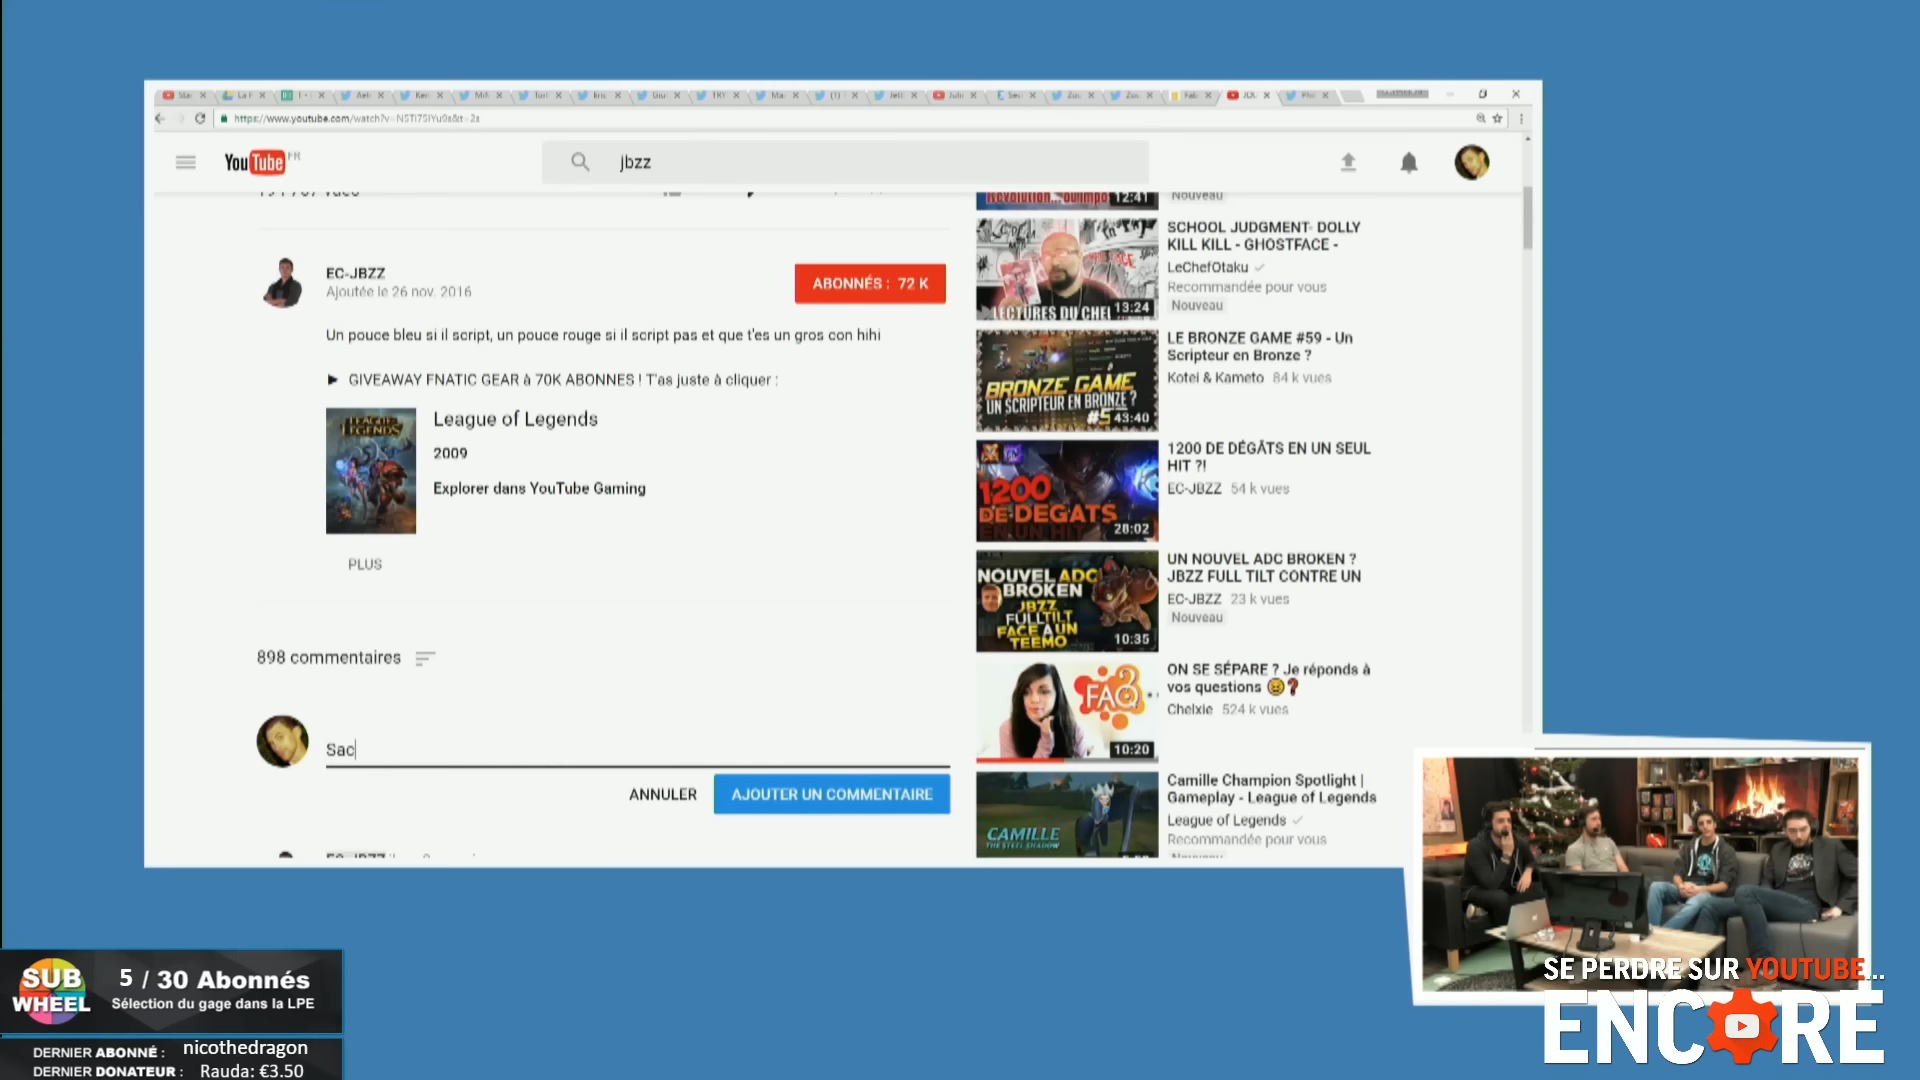 https://www.youtube.com/watch?v=
YouTube FR
jbzz
12:41
Nouveau
EC-JBZZ
Ajoutée le 26 nov. 2016
ABONNÉS : 72 K
Un pouce bleu si il script, un pouce rouge si il script pas et que t'es un gros con hihi
► GIVEAWAY FNATIC GEAR à 70K ABONNES ! T'as juste à cliquer :
LEAGUE OF LEGENDS
League of Legends
2009
Explorer dans YouTube Gaming
PLUS
898 commentaires
Sac
ANNULER
AJOUTER UN COMMENTAIRE
LECTURES DU CHEF
13:24
SCHOOL JUDGMENT- DOLLY
KILL KILL - GHOSTFACE -
LeChefOtaku
Recommandée pour vous
Nouveau
BRONZE GAME
UN SCRIPTEUR EN BRONZE ?
43:40
LE BRONZE GAME #59 - Un
Scripteur en Bronze ?
Kotei & Kameto 84 k vues
1200
DE DEGATS
EN UN HIT
28:02
1200 DE DÉGÂTS EN UN SEUL
HIT ?!
EC-JBZZ 54 k vues
NOUVEL ADC
BROKEN
JBZZ
FULL TILT
FACE A UN
TEEMO
10:35
UN NOUVEL ADC BROKEN ?
JBZZ FULL TILT CONTRE UN
EC-JBZZ 23 k vues
Nouveau
FAQ
10:20
ON SE SÉPARE ? Je réponds à
vos questions 😣❓
Chelxie 524 k vues
CAMILLE
THE STEEL SHADOW
Camille Champion Spotlight |
Gameplay - League of Legends
League of Legends
Recommandée pour vous
SE PERDRE SUR YOUTUBE...
ENCORE
SUB
WHEEL
5 / 30 Abonnés
Sélection du gage dans la LPE
DERNIER ABONNÉ : nicothedragon
DERNIER DONATEUR : Rauda: €3.50